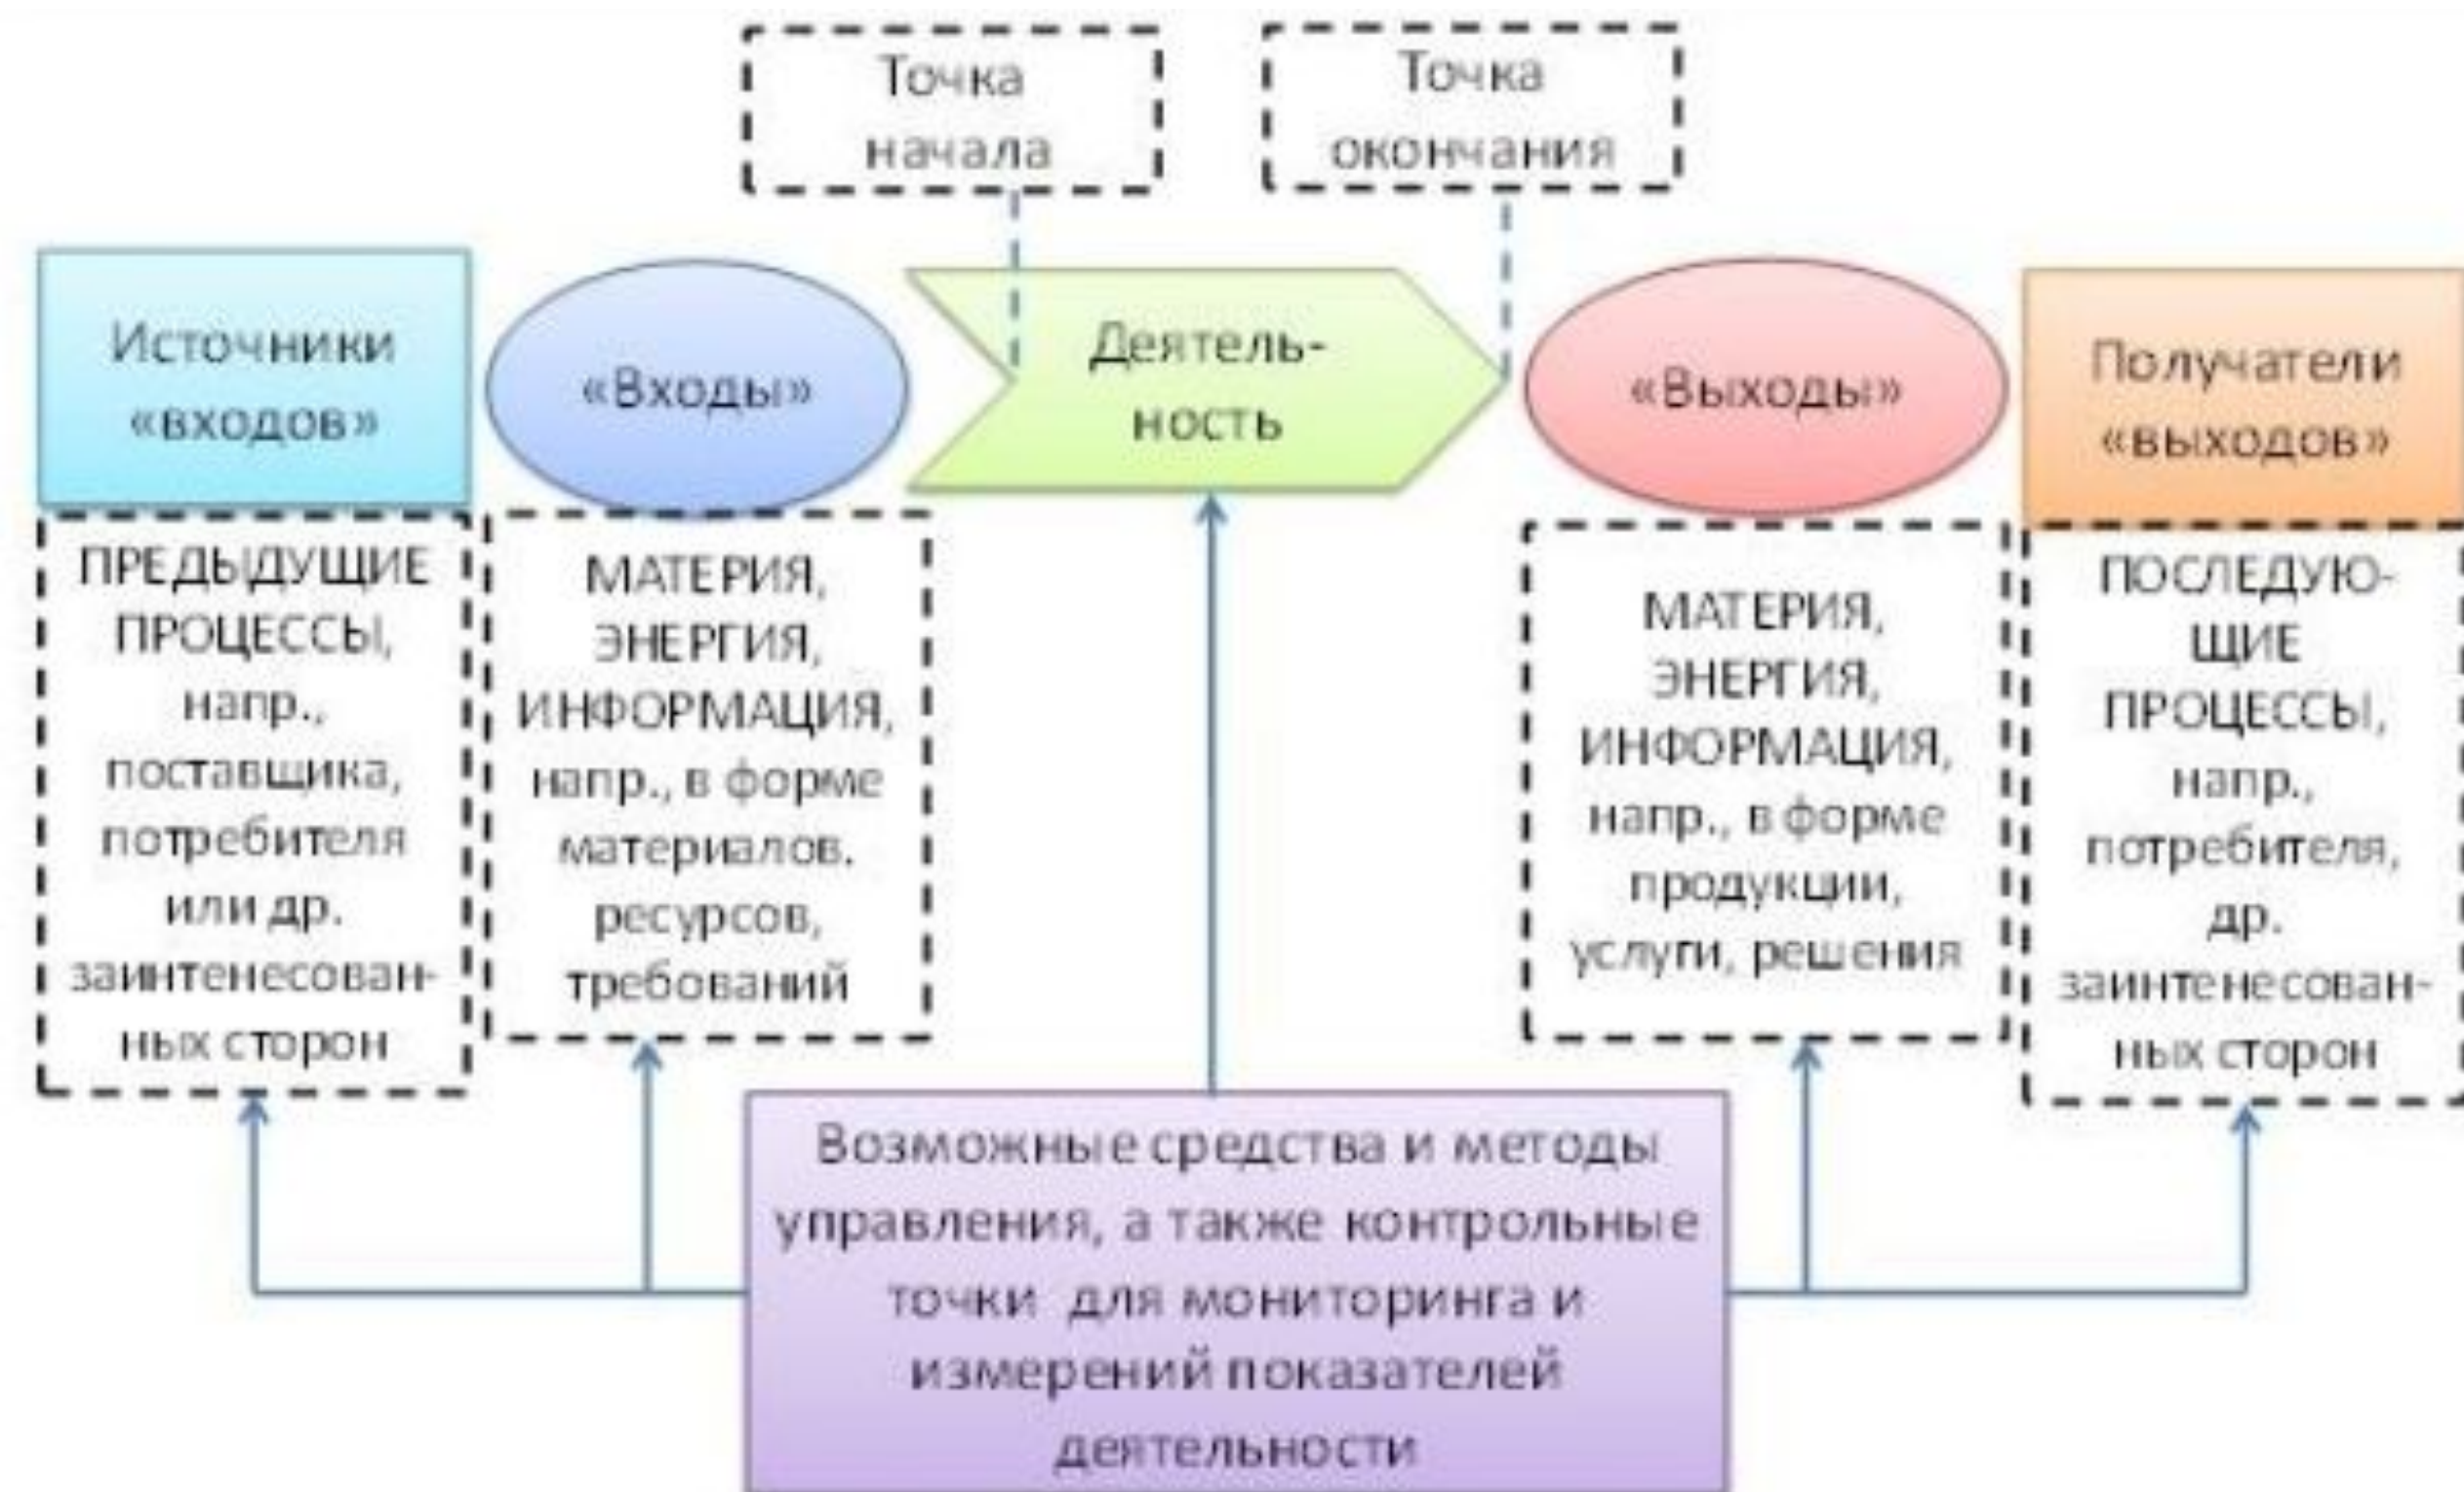 Точка
начала
Точка
окончания
Источники
«входов»
«Входы»
Деятель-
ность
«Выходы»
Получатели
«выходов»
ПРЕДЫДУЩИЕ
ПРОЦЕССЫ,
напр.,
поставщика,
потребителя
или др.
заинтенесован-
ных сторон
МАТЕРИЯ,
ЭНЕРГИЯ,
ИНФОРМАЦИЯ,
напр., в форме
материалов.
ресурсов,
требований
МАТЕРИЯ,
ЭНЕРГИЯ,
ИНФОРМАЦИЯ,
напр., в форме
продукции,
услуги, решения
ПОСЛЕДУЮ-
ЩИЕ
ПРОЦЕССЫ,
напр.,
потребителя,
др.
заинтенесован-
ных сторон
Возможные средства и методы
управления, а также контрольные
точки для мониторинга и
измерений показателей
деятельности